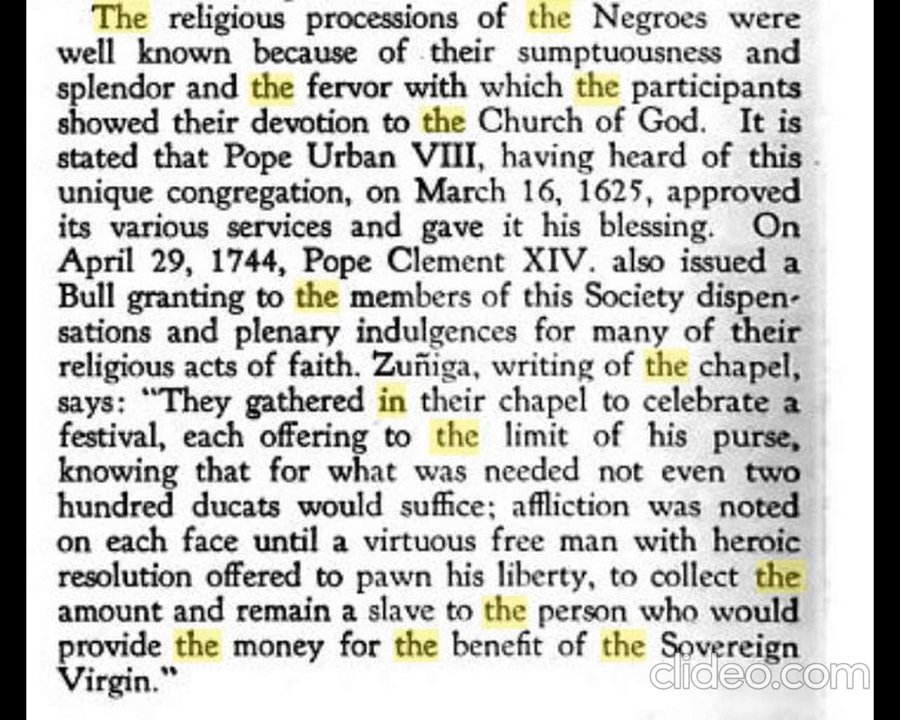 The religious processions of the Negroes were
well known because of their sumptuousness and
splendor and the fervor with which the participants
showed their devotion to the Church of God. It is
stated that Pope Urban VIII, having heard of this
unique congregation, on March 16, 1625, approved
its various services and gave it his blessing. On
April 29, 1744, Pope Clement XIV. also issued a
Bull granting to the members of this Society dispen-
sations and plenary indulgences for many of their
religious acts of faith. Zuñiga, writing of the chapel,
says: "They gathered in their chapel to celebrate a
festival, each offering to the limit of his purse,
knowing that for what was needed not even two
hundred ducats would suffice; affliction was noted
on each face until a virtuous free man with heroic
resolution offered to pawn his liberty, to collect the
amount and remain a slave to the person who would
provide the money for the benefit of the Sovereign
Virgin."
clideo.com